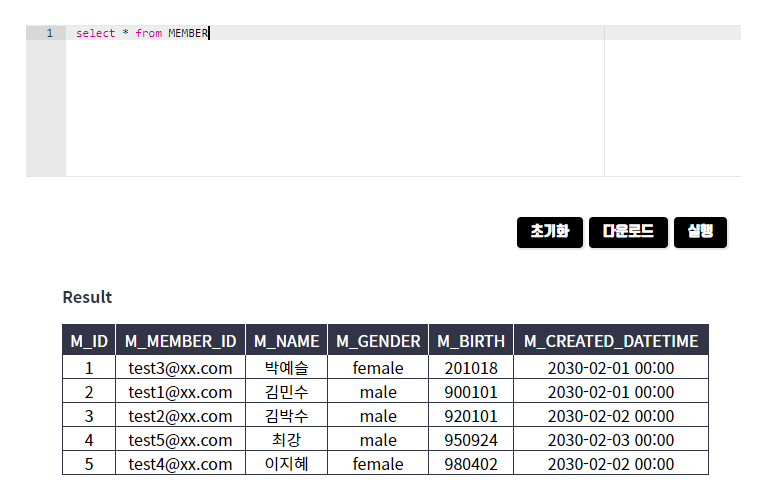 1 select * from MEMBER
초기화 다운로드 실행
Result
M_ID M_MEMBER_ID M_NAME M_GENDER M_BIRTH M_CREATED_DATETIME
1 test3@xx.com 박예슬 female 201018 2030-02-01 00:00
2 test1@xx.com 김민수 male 900101 2030-02-01 00:00
3 test2@xx.com 김박수 male 920101 2030-02-02 00:00
4 test5@xx.com 최강 male 950924 2030-02-03 00:00
5 test4@xx.com 이지혜 female 980402 2030-02-02 00:00